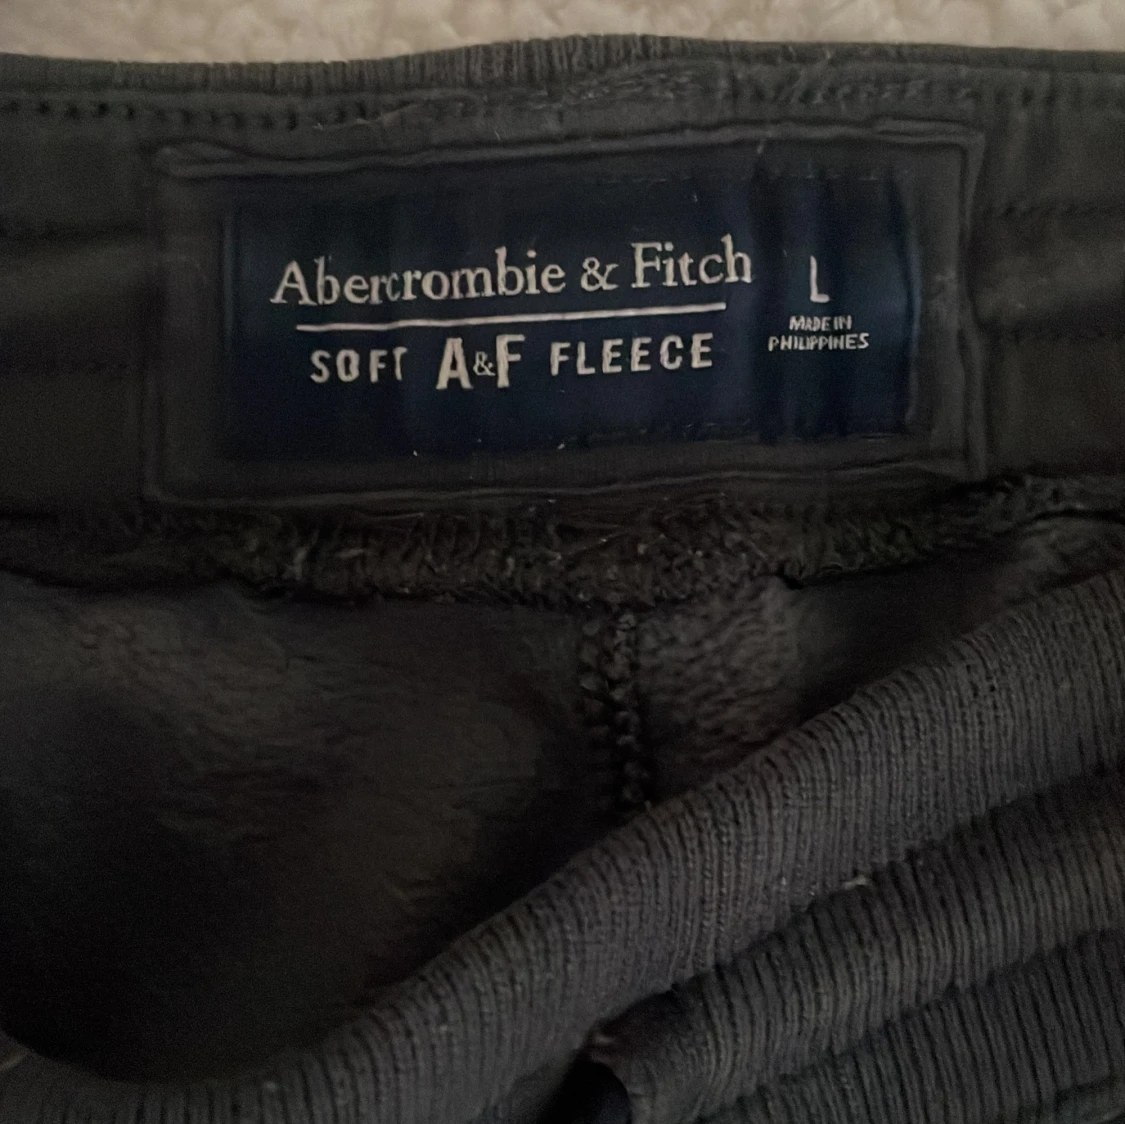 Abercrombie & Fitch
SOFT A&F FLEECE
L
MADE IN
PHILIPPINES